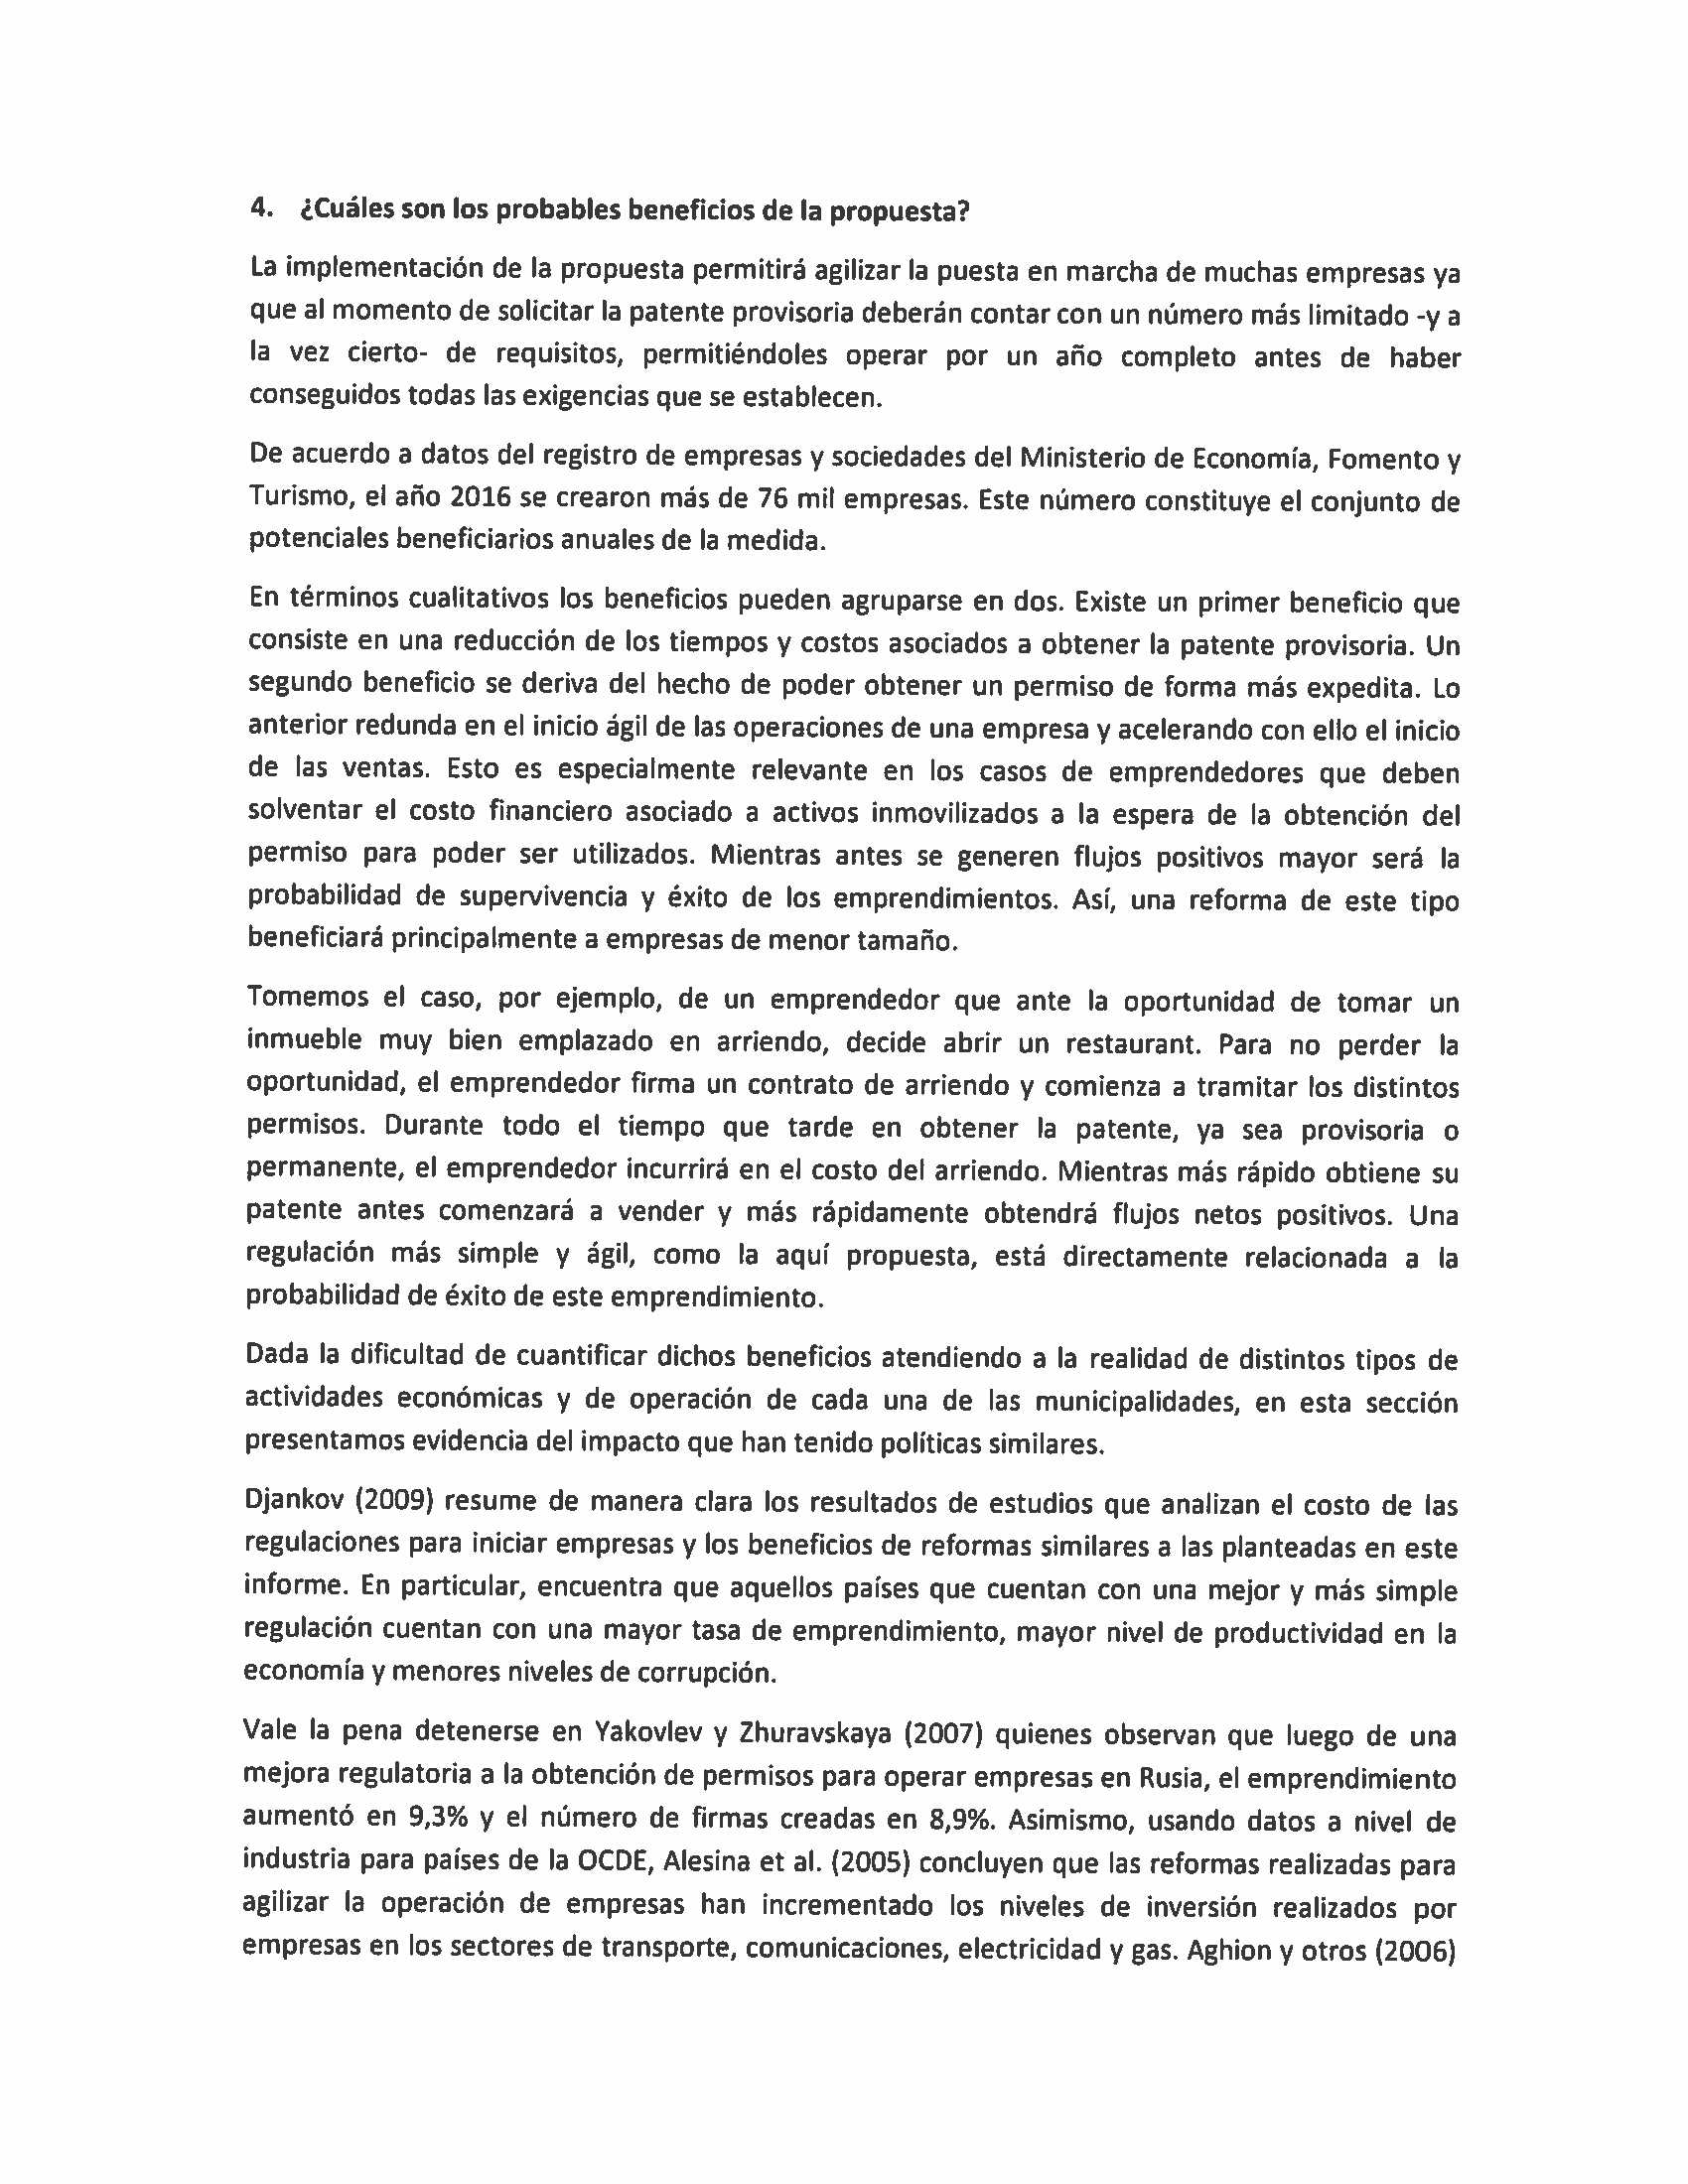 4. ¿Cuáles son los probables beneficios de la propuesta?
La implementación de la propuesta permitirá agilizar la puesta en marcha de muchas empresas ya
que al momento de solicitar la patente provisoria deberán contar con un número más limitado -y a
la vez cierto- de requisitos, permitiéndoles operar por un año completo antes de haber
conseguidos todas las exigencias que se establecen.
De acuerdo a datos del registro de empresas y sociedades del Ministerio de Economía, Fomento y
Turismo, el año 2016 se crearon más de 76 mil empresas. Este número constituye el conjunto de
potenciales beneficiarios anuales de la medida.
En términos cualitativos los beneficios pueden agruparse en dos. Existe un primer beneficio que
consiste en una reducción de los tiempos y costos asociados a obtener la patente provisoria. Un
segundo beneficio se deriva del hecho de poder obtener un permiso de forma más expedita. Lo
anterior redunda en el inicio ágil de las operaciones de una empresa y acelerando con ello el inicio
de las ventas. Esto es especialmente relevante en los casos de emprendedores que deben
solventar el costo financiero asociado a activos inmovilizados a la espera de la obtención del
permiso para poder ser utilizados. Mientras antes se generen flujos positivos mayor será la
probabilidad de supervivencia y éxito de los emprendimientos. Así, una reforma de este tipo
beneficiará principalmente a empresas de menor tamaño.
Tomemos el caso, por ejemplo, de un emprendedor que ante la oportunidad de tomar un
inmueble muy bien emplazado en arriendo, decide abrir un restaurant. Para no perder la
oportunidad, el emprendedor firma un contrato de arriendo y comienza a tramitar los distintos
permisos. Durante todo el tiempo que tarde en obtener la patente, ya sea provisoria o
permanente, el emprendedor incurrirá en el costo del arriendo. Mientras más rápido obtiene su
patente antes comenzará a vender y más rápidamente obtendrá flujos netos positivos. Una
regulación más simple y ágil, como la aquí propuesta, está directamente relacionada a la
probabilidad de éxito de este emprendimiento.
Dada la dificultad de cuantificar dichos beneficios atendiendo a la realidad de distintos tipos de
actividades económicas y de operación de cada una de las municipalidades, en esta sección
presentamos evidencia del impacto que han tenido políticas similares.
Djankov (2009) resume de manera clara los resultados de estudios que analizan el costo de las
regulaciones para iniciar empresas y los beneficios de reformas similares a las planteadas en este
informe. En particular, encuentra que aquellos países que cuentan con una mejor y más simple
regulación cuentan con una mayor tasa de emprendimiento, mayor nivel de productividad en la
economía y menores niveles de corrupción.
Vale la pena detenerse en Yakovlev y Zhuravskaya (2007) quienes observan que luego de una
mejora regulatoria a la obtención de permisos para operar empresas en Rusia, el emprendimiento
aumentó en 9,3% y el número de firmas creadas en 8,9%. Asimismo, usando datos a nivel de
industria para países de la OCDE, Alesina et al. (2005) concluyen que las reformas realizadas para
agilizar la operación de empresas han incrementado los niveles de inversión realizados por
empresas en los sectores de transporte, comunicaciones, electricidad y gas. Aghion y otros (2006)